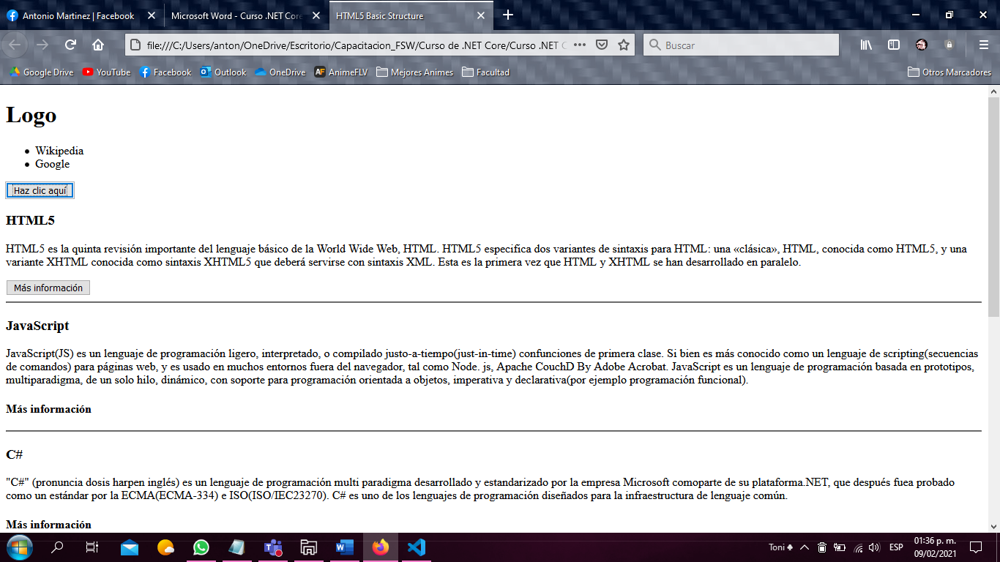 Antonio Martinez | Facebook
Microsoft Word - Curso .NET Core
HTML5 Basic Structure
file:///C:/Users/anton/OneDrive/Escritorio/Capacitacion_FSW/Curso de .NET Core/Curso .NET C
Buscar
Google Drive
YouTube
Facebook
Outlook
OneDrive
AF AnimeFLV
Mejores Animes
Facultad
Otros Marcadores
Logo
Wikipedia
Google
Haz clic aquí
HTML5
HTML5 es la quinta revisión importante del lenguaje básico de la World Wide Web, HTML. HTML5 especifica dos variantes de sintaxis para HTML: una «clásica», HTML, conocida como HTML5, y una
variante XHTML conocida como sintaxis XHTML5 que deberá servirse con sintaxis XML. Esta es la primera vez que HTML y XHTML se han desarrollado en paralelo.
Más información
JavaScript
JavaScript(JS) es un lenguaje de programación ligero, interpretado, o compilado justo-a-tiempo(just-in-time) confunciones de primera clase. Si bien es más conocido como un lenguaje de scripting(secuencias
de comandos) para páginas web, y es usado en muchos entornos fuera del navegador, tal como Node. js, Apache CouchD By Adobe Acrobat. JavaScript es un lenguaje de programación basada en prototipos,
multiparadigma, de un solo hilo, dinámico, con soporte para programación orientada a objetos, imperativa y declarativa(por ejemplo programación funcional).
Más información
C#
"C#" (pronuncia dosis harpen inglés) es un lenguaje de programación multi paradigma desarrollado y estandarizado por la empresa Microsoft comoparte de su plataforma.NET, que después fuea probado
como un estándar por la ECMA(ECMA-334) e ISO(ISO/IEC23270). C# es uno de los lenguajes de programación diseñados para la infraestructura de lenguaje común.
Más información
Toni♠
ESP
01:36 p. m.
09/02/2021